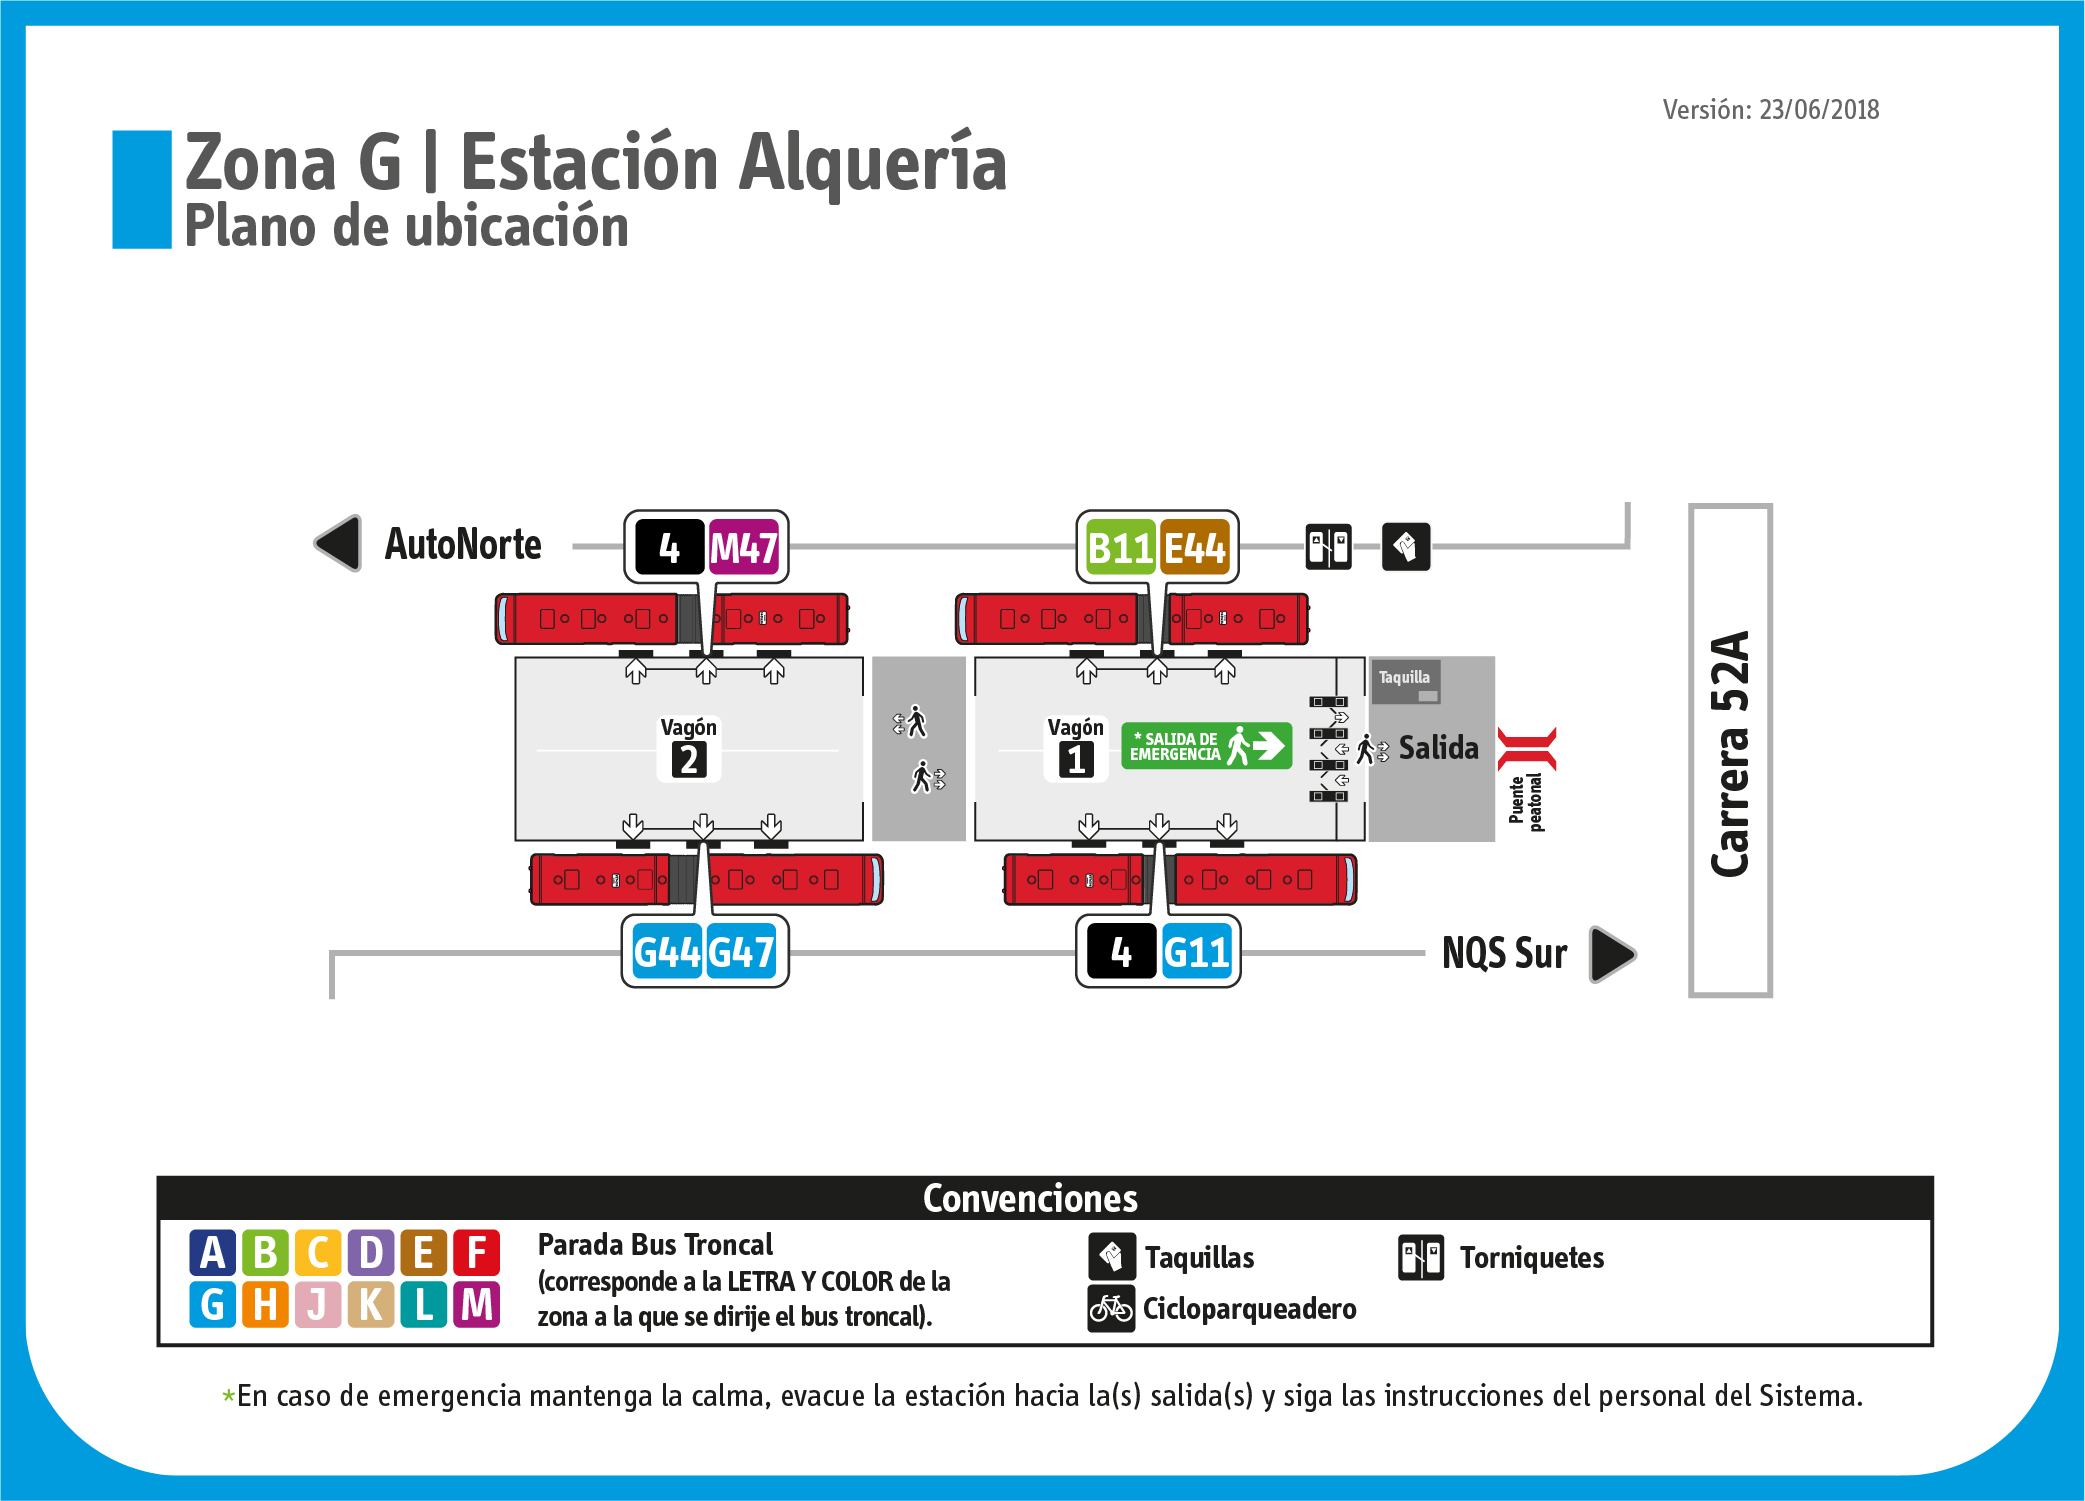 Versión: 23/06/2018
Zona G | Estación Alquería
Plano de ubicación
AutoNorte
4 M47
B11 E44
Taquilla
Vagón
2
Vagón
1
* SALIDA DE
EMERGENCIA
Salida
Puente
peatonal
Carrera 52A
G44 G47
4 G11
NQS Sur
Convenciones
A B C D E F
G H J K L M
Parada Bus Troncal
(corresponde a la LETRA Y COLOR de la
zona a la que se dirije el bus troncal).
Taquillas
Torniquetes
Cicloparqueadero
*En caso de emergencia mantenga la calma, evacue la estación hacia la(s) salida(s) y siga las instrucciones del personal del Sistema.